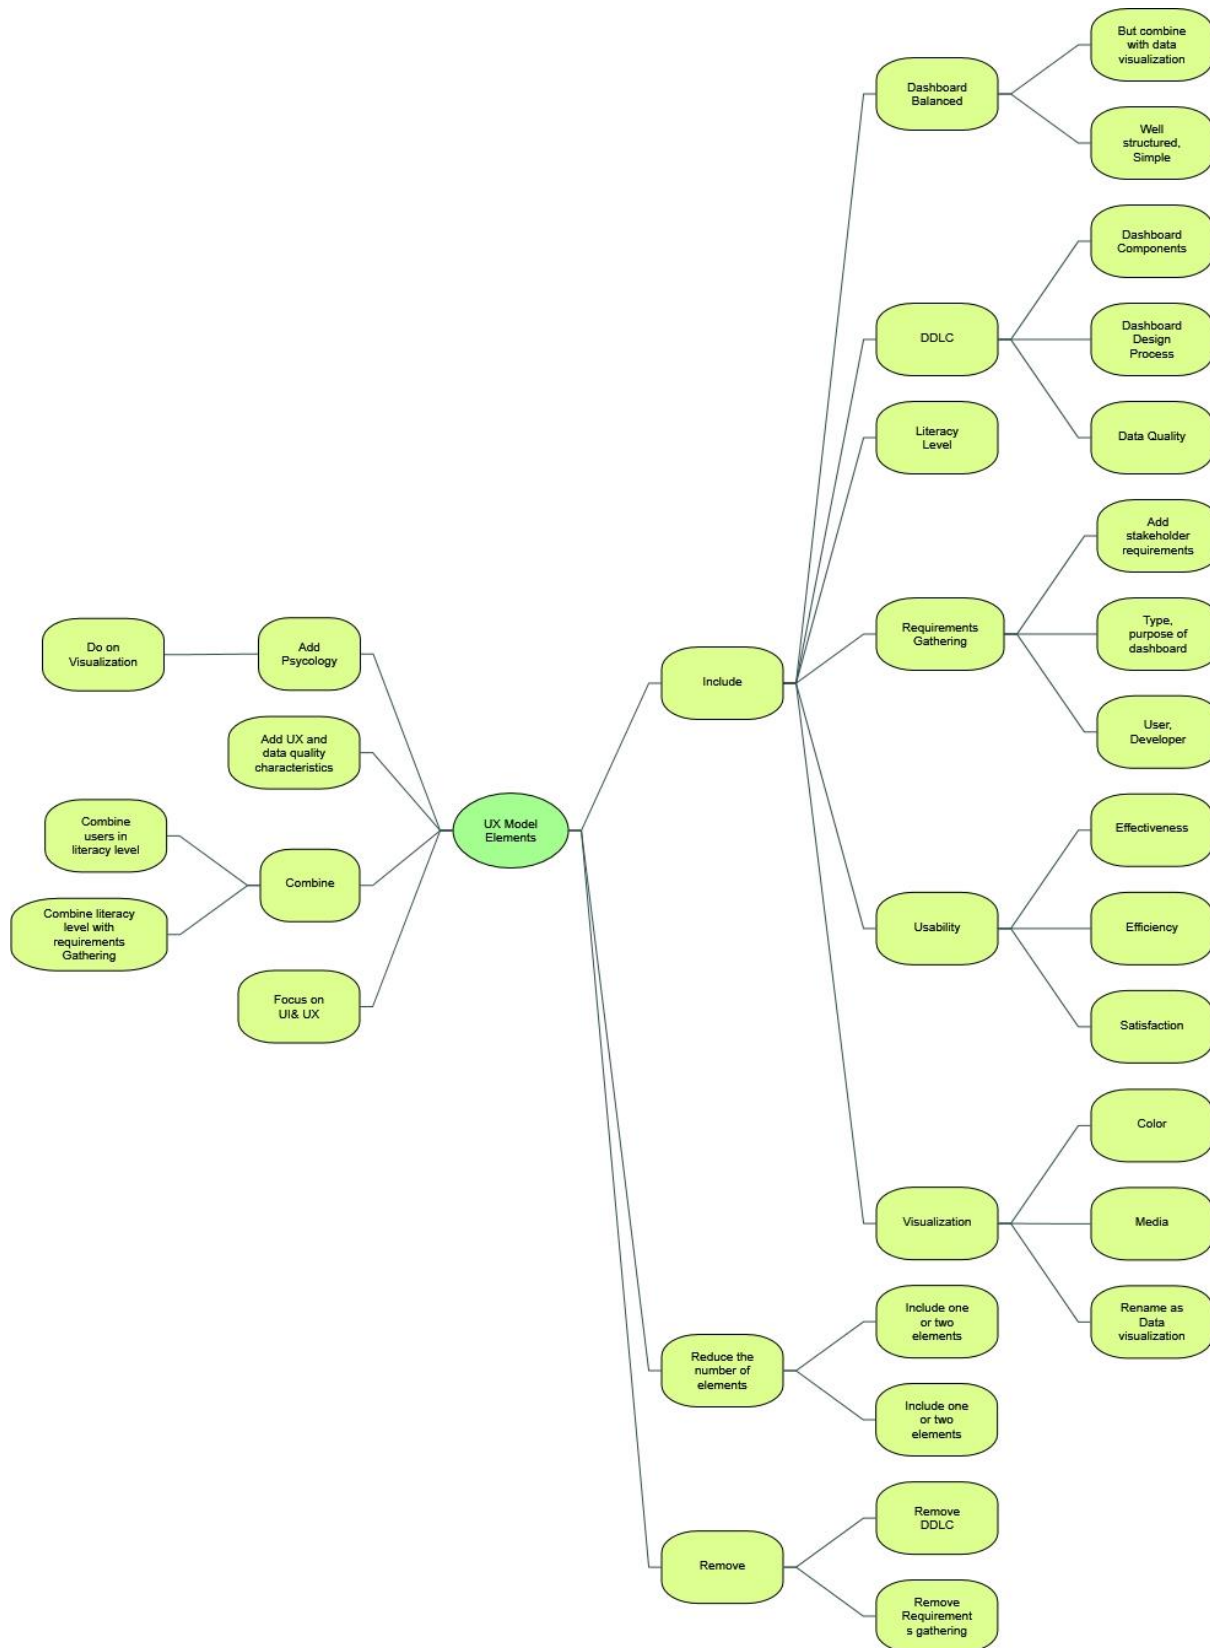 But combine
with data
visualization
Dashboard
Balanced
Well
structured,
Simple
Dashboard
Components
DDLC
Dashboard
Design
Process
Literacy
Level
Data Quality
Add
stakeholder
requirements
Requirements
Gathering
Type,
purpose of
dashboard
User,
Developer
Include
Do on
Visualization
Add
Psycology
Add UX and
data quality
characteristics
Combine
users in
literacy level
Combine
Combine literacy
level with
requirements
Gathering
Focus on
UI& UX
UX Model
Elements
Effectiveness
Usability
Efficiency
Satisfaction
Color
Visualization
Media
Rename as
Data
visualization
Reduce the
number of
elements
Include one
or two
elements
Include one
or two
elements
Remove
Remove
DDLC
Remove
Requirement
s gathering